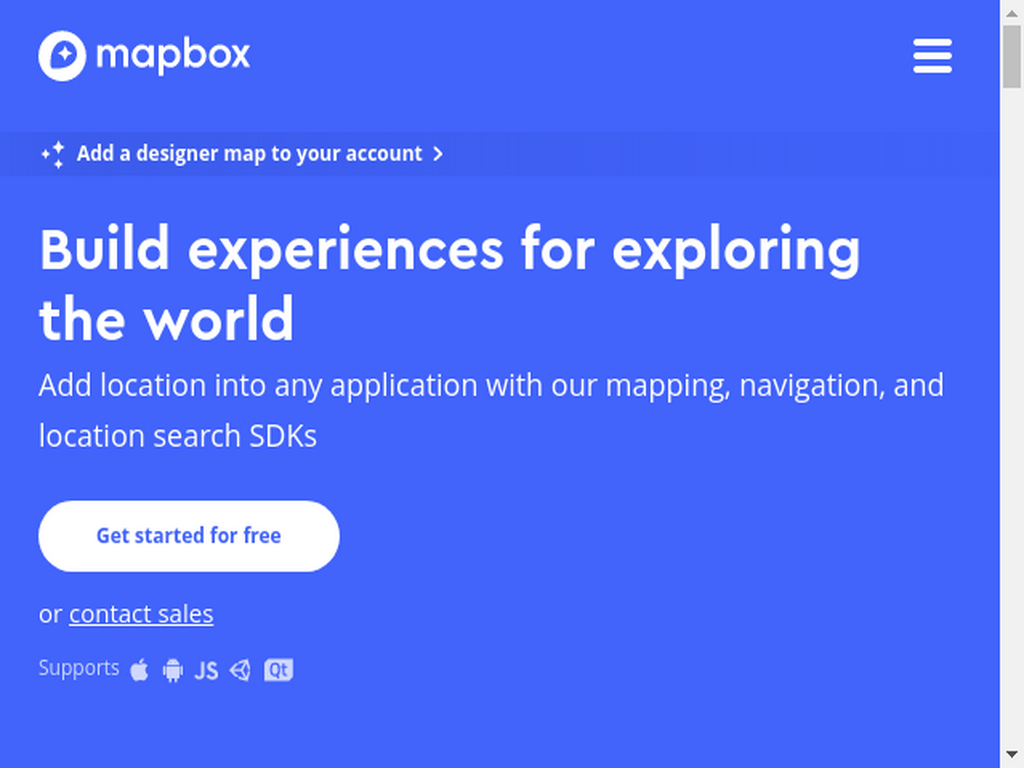 mapbox
Add a designer map to your account
Build experiences for exploring
the world
Add location into any application with our mapping, navigation, and
location search SDKs
Get started for free
or contact sales
Supports JS Qt